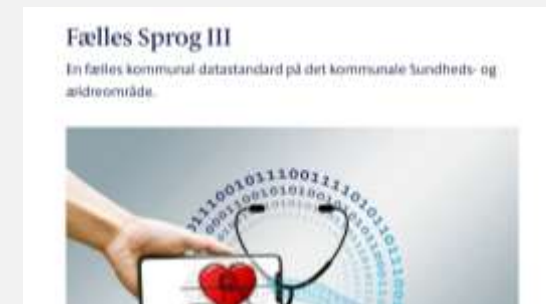 Fælles Sprog III
En fælles kommunal datastandard på det kommunale Sundheds- og
ældreområde.